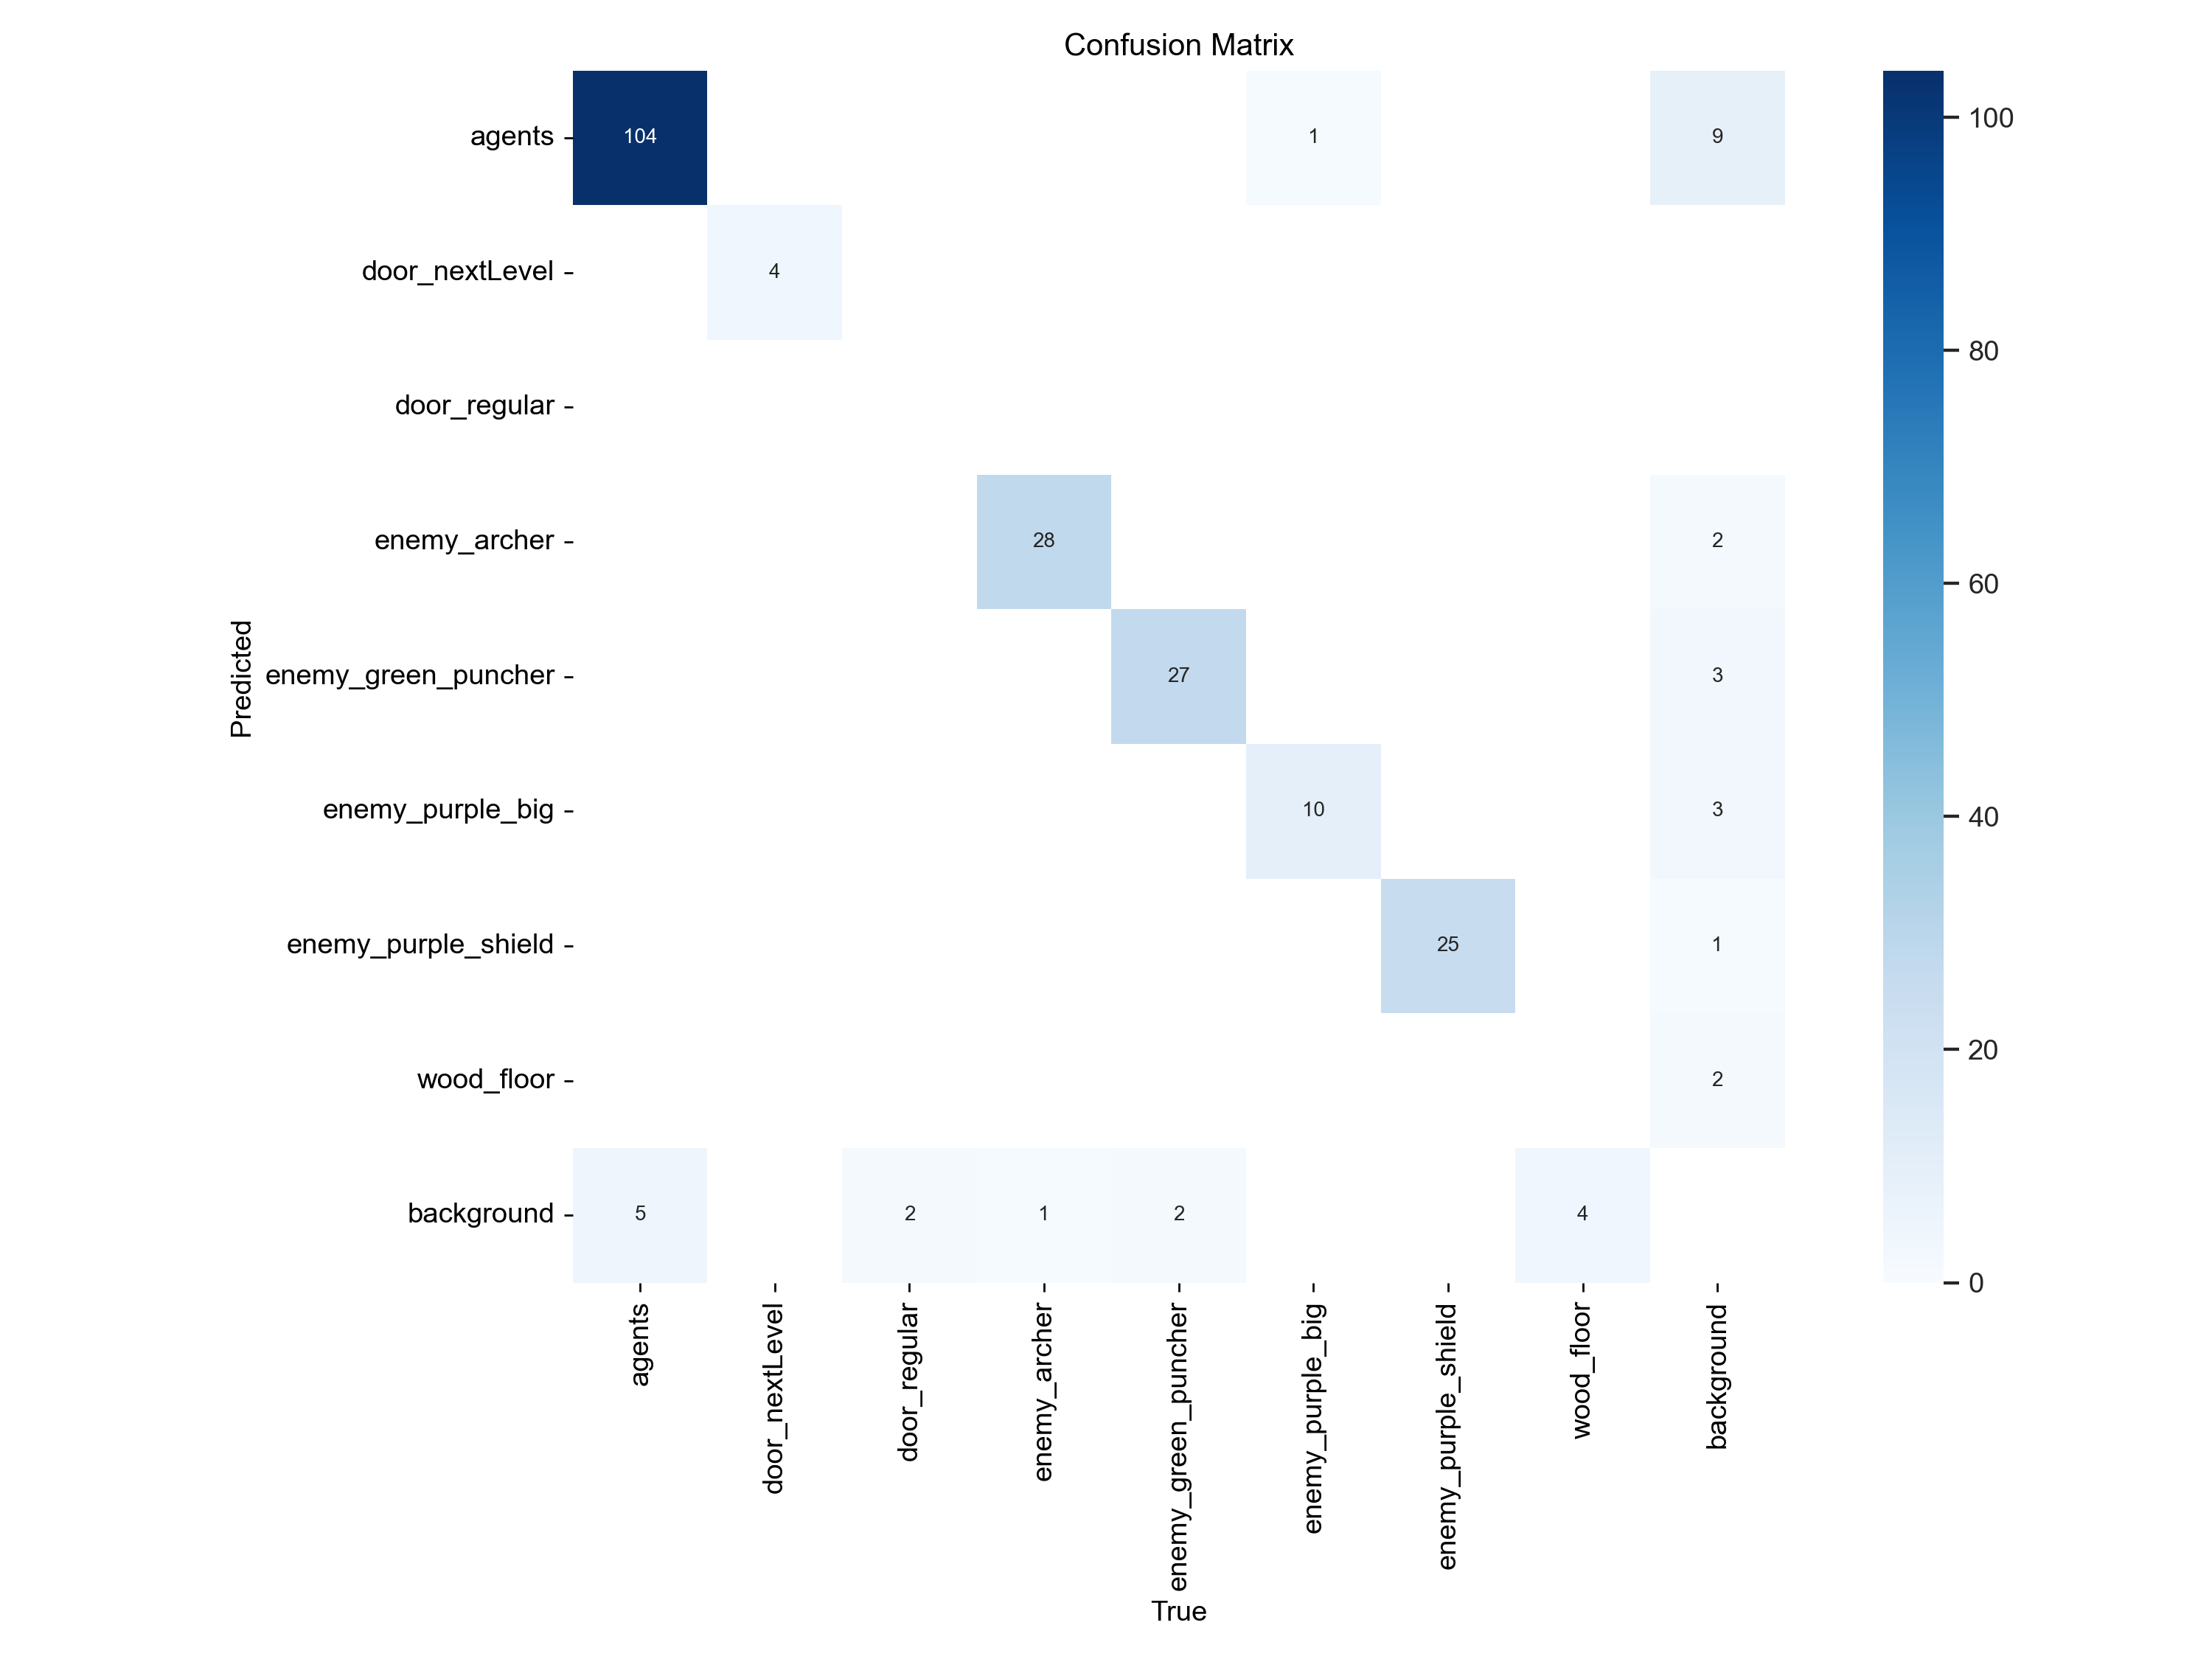 Confusion Matrix
agents
104
1
9
100
door_nextLevel
4
80
door_regular
enemy_archer
28
2
60
Predicted
enemy_green_puncher
27
3
enemy_purple_big
10
3
40
enemy_purple_shield
25
1
20
wood_floor
2
background
5
2
1
2
4
0
agents
door_nextLevel
door_regular
enemy_archer
enemy_green_puncher
enemy_purple_big
enemy_purple_shield
wood_floor
background
True